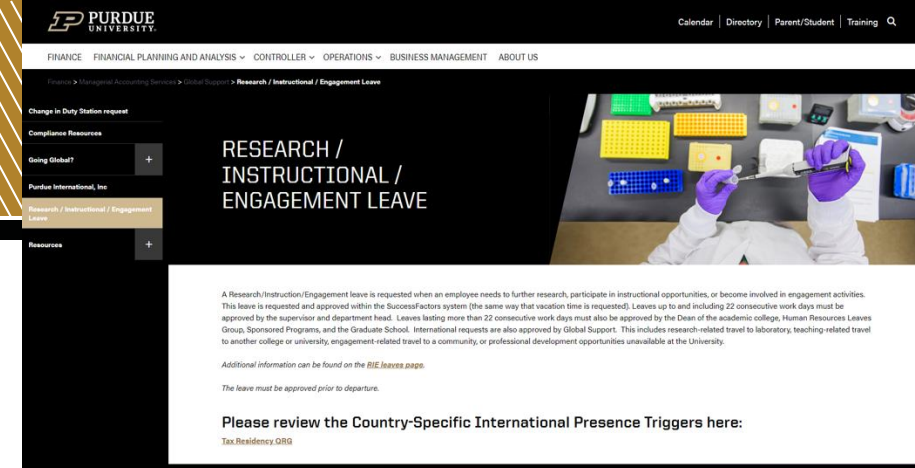 PURDUE
UNIVERSITY.
Calendar | Directory | Parent/Student | Training
FINANCE FINANCIAL PLANNING AND ANALYSIS CONTROLLER OPERATIONS BUSINESS MANAGEMENT ABOUT US
Finance > Managerial Accounting Services > Global Support > Research / Instructional / Engagement Leave
Change in Duty Station request
Compliance Resources
Going Global? +
Purdue International, Inc
Research / Instructional / Engagement
Leave
Resources +
RESEARCH /
INSTRUCTIONAL /
ENGAGEMENT LEAVE
A Research/Instruction/Engagement leave is requested when an employee needs to further research, participate in instructional opportunities, or become involved in engagement activities.
This leave is requested and approved within the SuccessFactors system (the same way that vacation time is requested). Leaves up to and including 22 consecutive work days must be
approved by the supervisor and department head. Leaves lasting more than 22 consecutive work days must also be approved by the Dean of the academic college, Human Resources Leaves
Group, Sponsored Programs, and the Graduate School. International requests are also approved by Global Support. This includes research-related travel to laboratory, teaching-related travel
to another college or university, engagement-related travel to a community, or professional development opportunities unavailable at the University.
Additional information can be found on the RIE leaves page.
The leave must be approved prior to departure.
Please review the Country-Specific International Presence Triggers here:
Tax Residency QRG